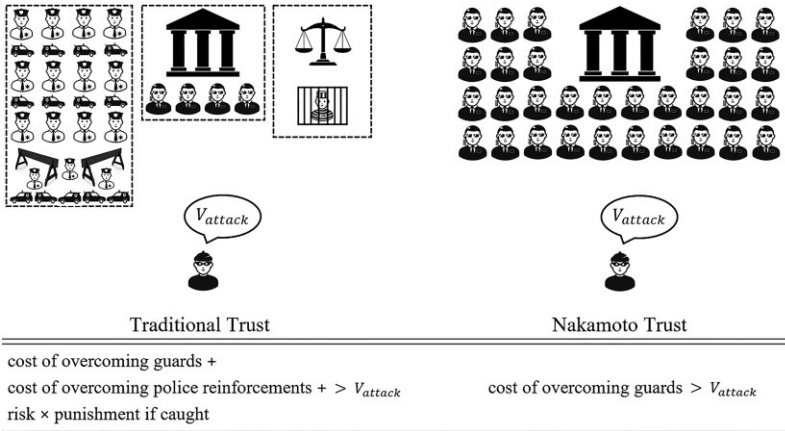 V_attack
V_attack
Traditional Trust
Nakamoto Trust
cost of overcoming guards +
cost of overcoming police reinforcements + > V_attack
risk × punishment if caught
cost of overcoming guards > V_attack